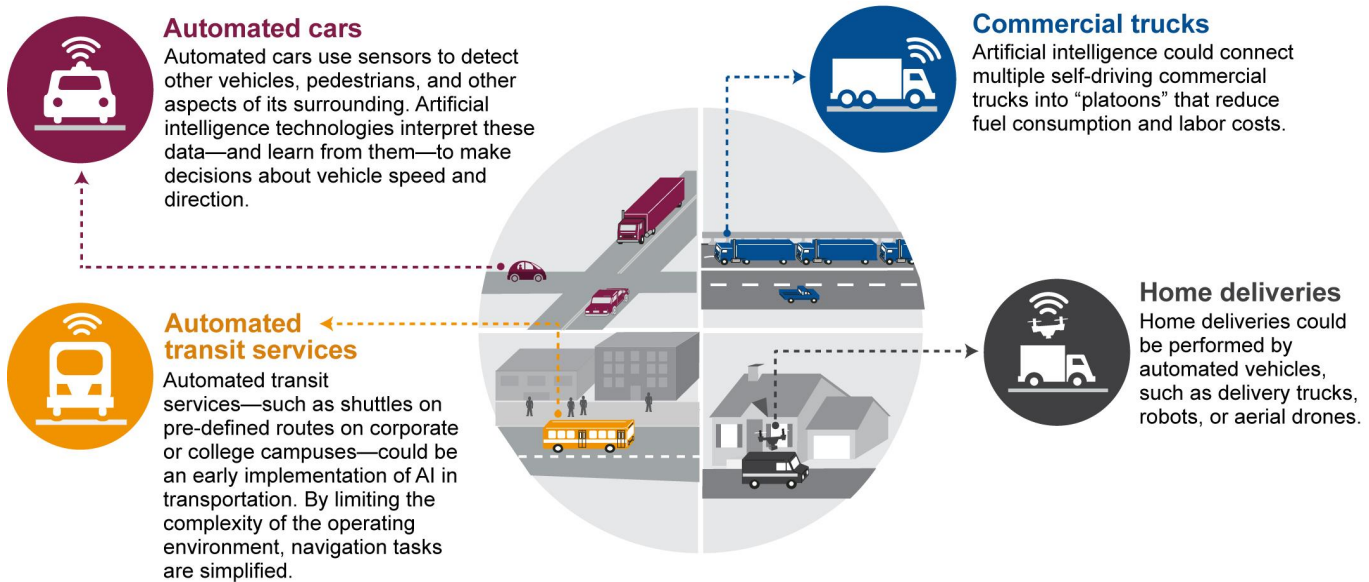 Automated cars
Automated cars use sensors to detect
other vehicles, pedestrians, and other
aspects of its surrounding. Artificial
intelligence technologies interpret these
data—and learn from them—to make
decisions about vehicle speed and
direction.
Commercial trucks
Artificial intelligence could connect
multiple self-driving commercial
trucks into “platoons” that reduce
fuel consumption and labor costs.
Automated
transit services
Automated transit
services—such as shuttles on
pre-defined routes on corporate
or college campuses—could be
an early implementation of AI in
transportation. By limiting the
complexity of the operating
environment, navigation tasks
are simplified.
Home deliveries
Home deliveries could
be performed by
automated vehicles,
such as delivery trucks,
robots, or aerial drones.